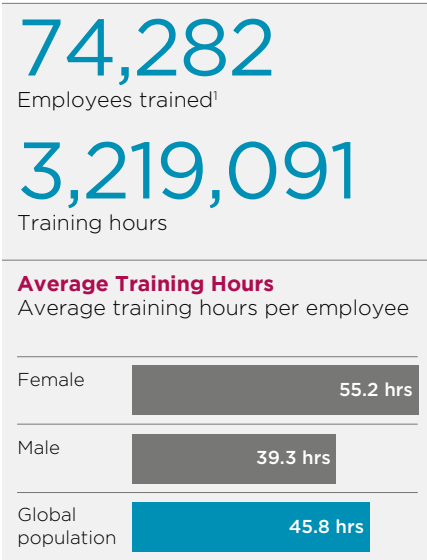 74,282
Employees trained¹
3,219,091
Training hours
Average Training Hours
Average training hours per employee
Female
55.2 hrs
Male
39.3 hrs
Global
population
45.8 hrs